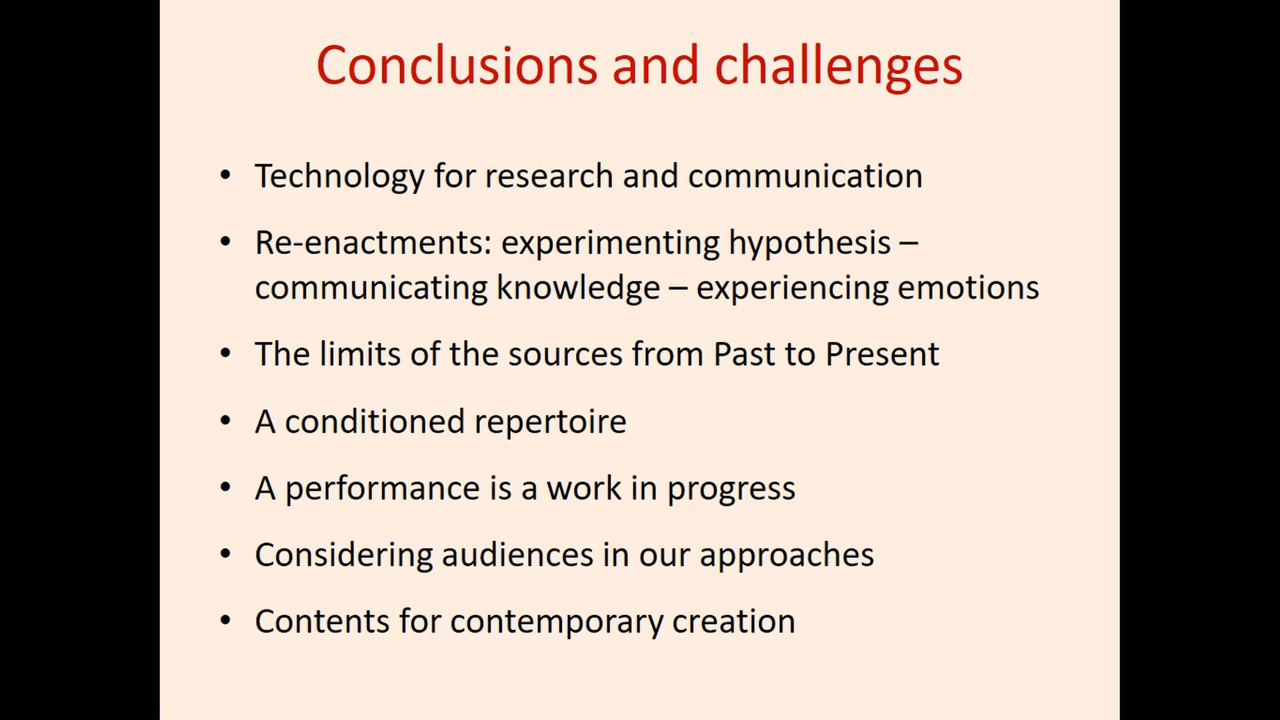 Conclusions and challenges
• Technology for research and communication
• Re-enactments: experimenting hypothesis –
communicating knowledge – experiencing emotions
• The limits of the sources from Past to Present
• A conditioned repertoire
• A performance is a work in progress
• Considering audiences in our approaches
• Contents for contemporary creation